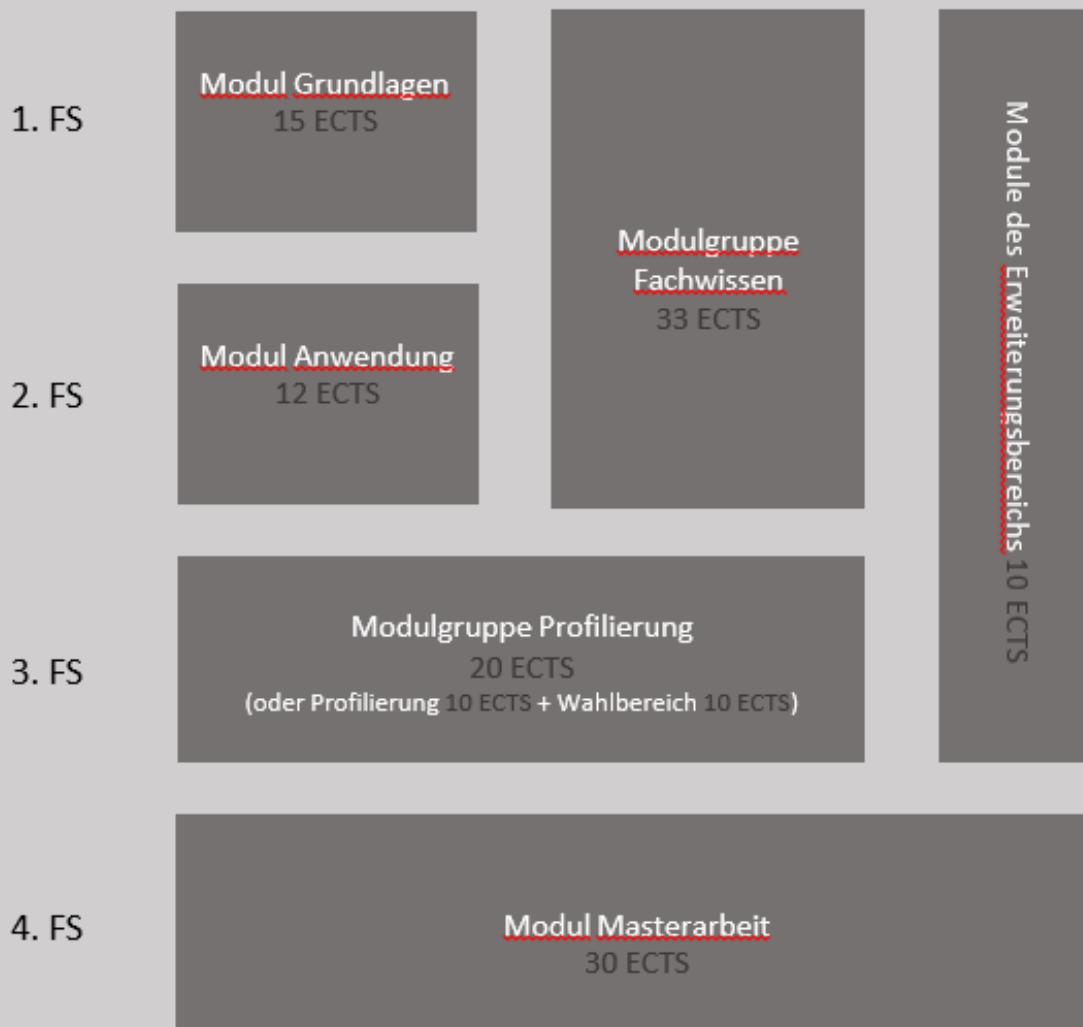 1. FS
Modul Grundlagen
15 ECTS
2. FS
Modul Anwendung
12 ECTS
Modulgruppe
Fachwissen
33 ECTS
Module des Erweiterungsbereichs 10 ECTS
3. FS
Modulgruppe Profilierung
20 ECTS
(oder Profilierung 10 ECTS + Wahlbereich 10 ECTS)
4. FS
Modul Masterarbeit
30 ECTS